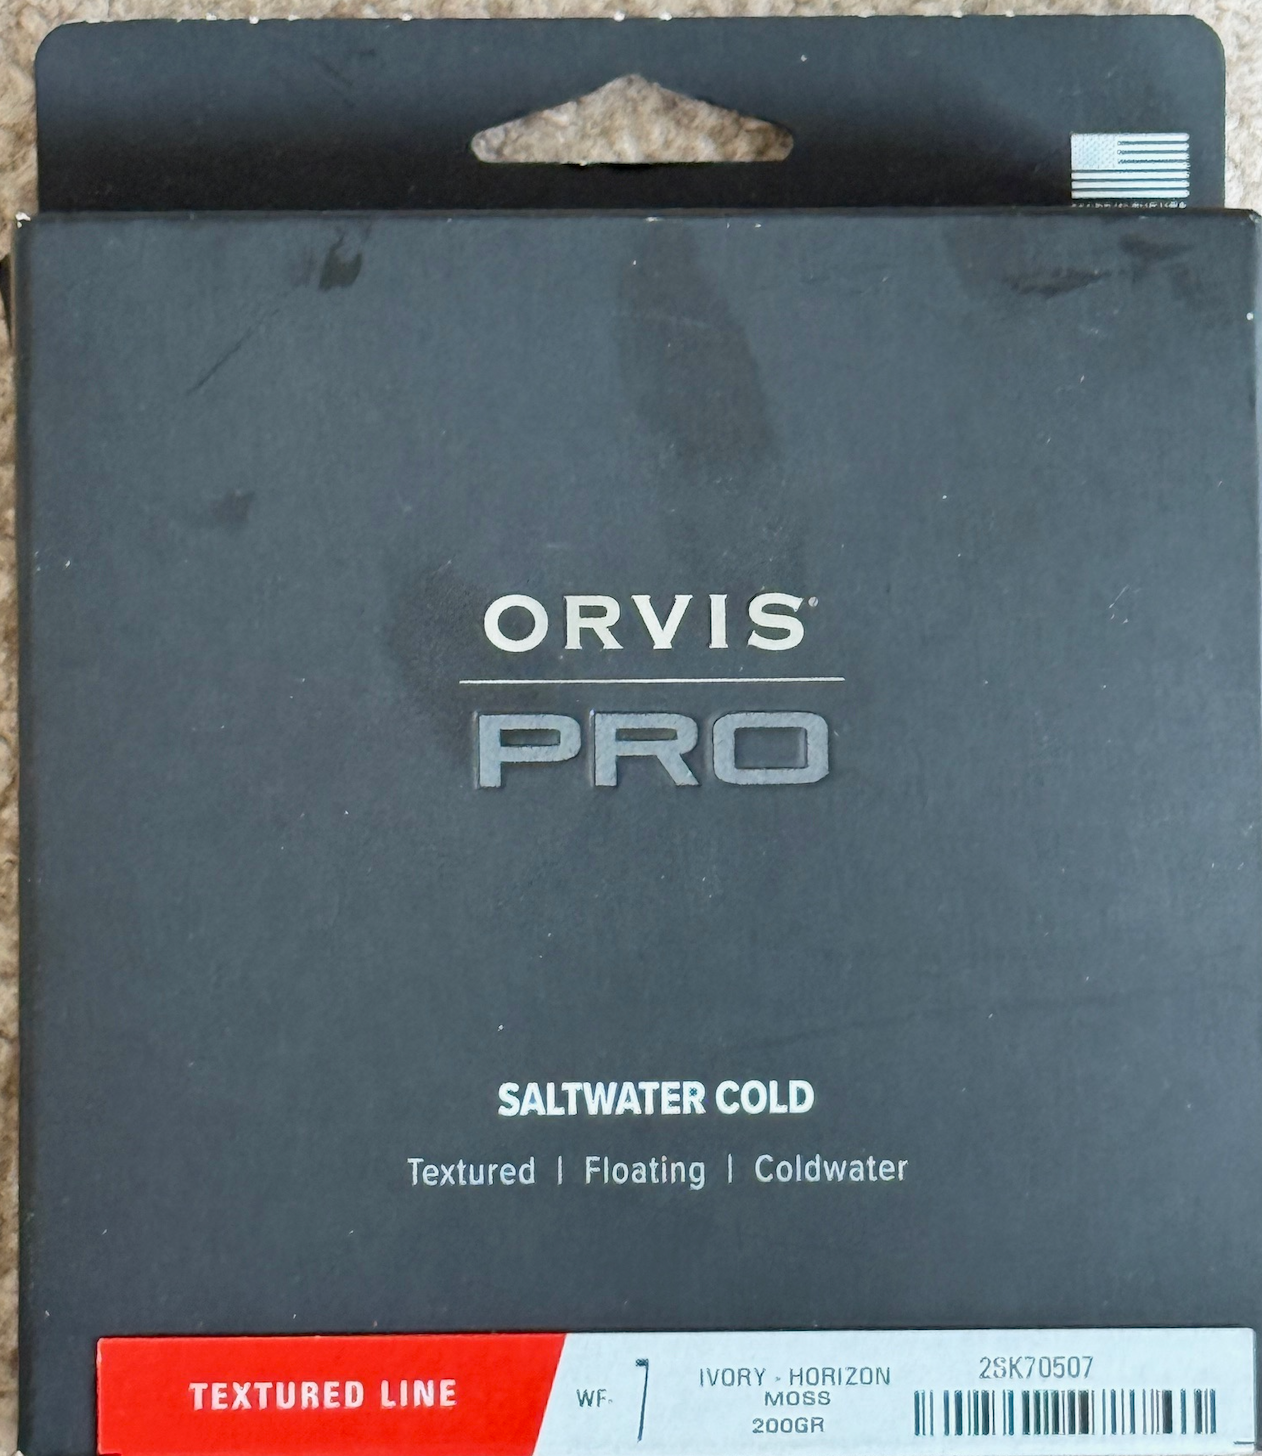 ORVIS
PRO
SALTWATER COLD
Textured | Floating | Coldwater
TEXTURED LINE
WF- 7
IVORY - HORIZON
MOSS
200GR
2SK70507